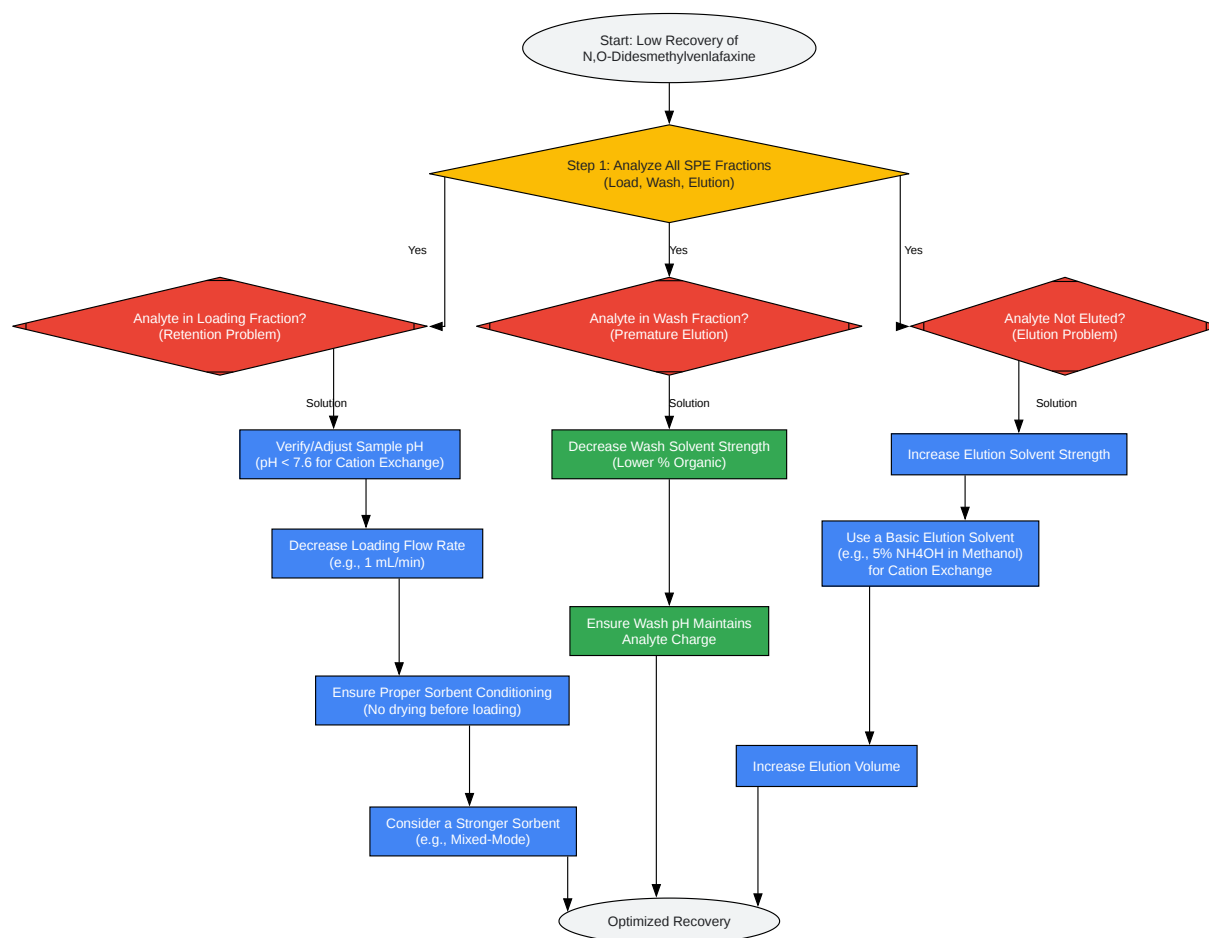 Start: Low Recovery of
N,O-Didesmethylvenlafaxine
Step 1: Analyze All SPE Fractions
(Load, Wash, Elution)
Yes
Yes
Yes
Analyte in Loading Fraction?
(Retention Problem)
Analyte in Wash Fraction?
(Premature Elution)
Analyte Not Eluted?
(Elution Problem)
Solution
Solution
Solution
Verify/Adjust Sample pH
(pH < 7.6 for Cation Exchange)
Decrease Wash Solvent Strength
(Lower % Organic)
Increase Elution Solvent Strength
Decrease Loading Flow Rate
(e.g., 1 mL/min)
Use a Basic Elution Solvent
(e.g., 5% NH4OH in Methanol)
for Cation Exchange
Ensure Wash pH Maintains
Analyte Charge
Ensure Proper Sorbent Conditioning
(No drying before loading)
Increase Elution Volume
Consider a Stronger Sorbent
(e.g., Mixed-Mode)
Optimized Recovery